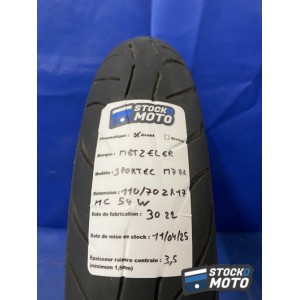 STOCK
MOTO
Pneumatique : Avant Arrière
Marque : METZELER
Modèle : SPORTEC M7 RR
Dimension : 110/70 ZR17
MC 54 W
Date de fabrication : 30 22
Date de mise en stock : 11/04/25
Épaisseur rainire centrale : 3,5
(minimum 1,6mm)
STOCK
MOTO